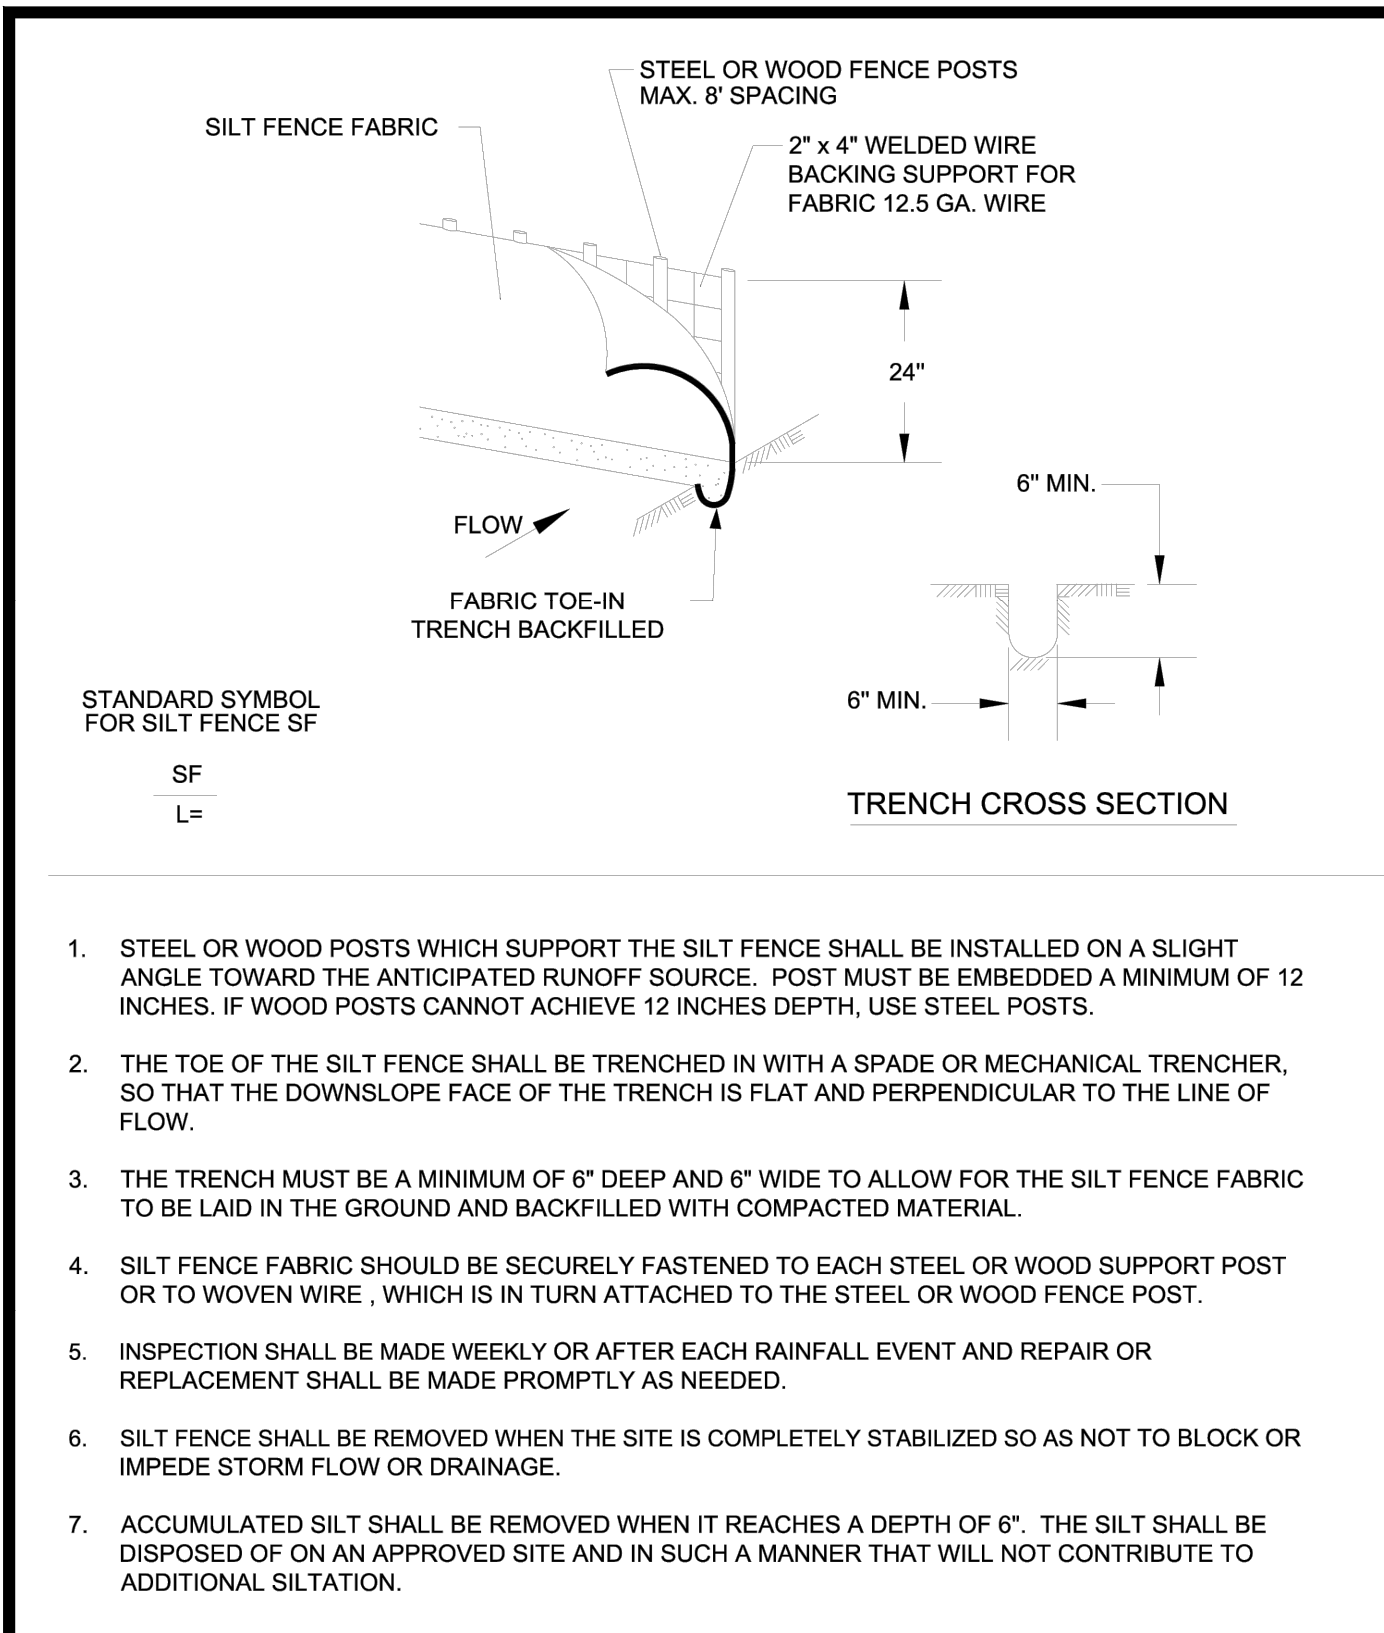 STEEL OR WOOD FENCE POSTS
MAX. 8' SPACING
SILT FENCE FABRIC
2" x 4" WELDED WIRE
BACKING SUPPORT FOR
FABRIC 12.5 GA. WIRE
24"
6" MIN.
FLOW
FABRIC TOE-IN
TRENCH BACKFILLED
STANDARD SYMBOL
FOR SILT FENCE SF
SF
L=
6" MIN.
TRENCH CROSS SECTION
1. STEEL OR WOOD POSTS WHICH SUPPORT THE SILT FENCE SHALL BE INSTALLED ON A SLIGHT
ANGLE TOWARD THE ANTICIPATED RUNOFF SOURCE. POST MUST BE EMBEDDED A MINIMUM OF 12
INCHES. IF WOOD POSTS CANNOT ACHIEVE 12 INCHES DEPTH, USE STEEL POSTS.
2. THE TOE OF THE SILT FENCE SHALL BE TRENCHED IN WITH A SPADE OR MECHANICAL TRENCHER,
SO THAT THE DOWNSLOPE FACE OF THE TRENCH IS FLAT AND PERPENDICULAR TO THE LINE OF
FLOW.
3. THE TRENCH MUST BE A MINIMUM OF 6" DEEP AND 6" WIDE TO ALLOW FOR THE SILT FENCE FABRIC
TO BE LAID IN THE GROUND AND BACKFILLED WITH COMPACTED MATERIAL.
4. SILT FENCE FABRIC SHOULD BE SECURELY FASTENED TO EACH STEEL OR WOOD SUPPORT POST
OR TO WOVEN WIRE , WHICH IS IN TURN ATTACHED TO THE STEEL OR WOOD FENCE POST.
5. INSPECTION SHALL BE MADE WEEKLY OR AFTER EACH RAINFALL EVENT AND REPAIR OR
REPLACEMENT SHALL BE MADE PROMPTLY AS NEEDED.
6. SILT FENCE SHALL BE REMOVED WHEN THE SITE IS COMPLETELY STABILIZED SO AS NOT TO BLOCK OR
IMPEDE STORM FLOW OR DRAINAGE.
7. ACCUMULATED SILT SHALL BE REMOVED WHEN IT REACHES A DEPTH OF 6". THE SILT SHALL BE
DISPOSED OF ON AN APPROVED SITE AND IN SUCH A MANNER THAT WILL NOT CONTRIBUTE TO
ADDITIONAL SILTATION.